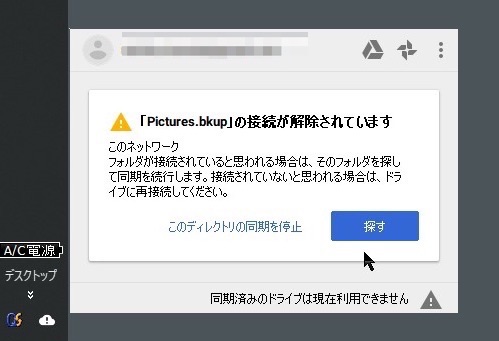 「Pictures.bkup」の接続が解除されています
このネットワーク
フォルダが接続されていると思われる場合は、そのフォルダを探し
て同期を続行します。接続されていないと思われる場合は、ドラ
イブに再接続してください。
このディレクトリの同期を停止
探す
同期済みのドライブは現在利用できません
A/C電源
デスクトップ